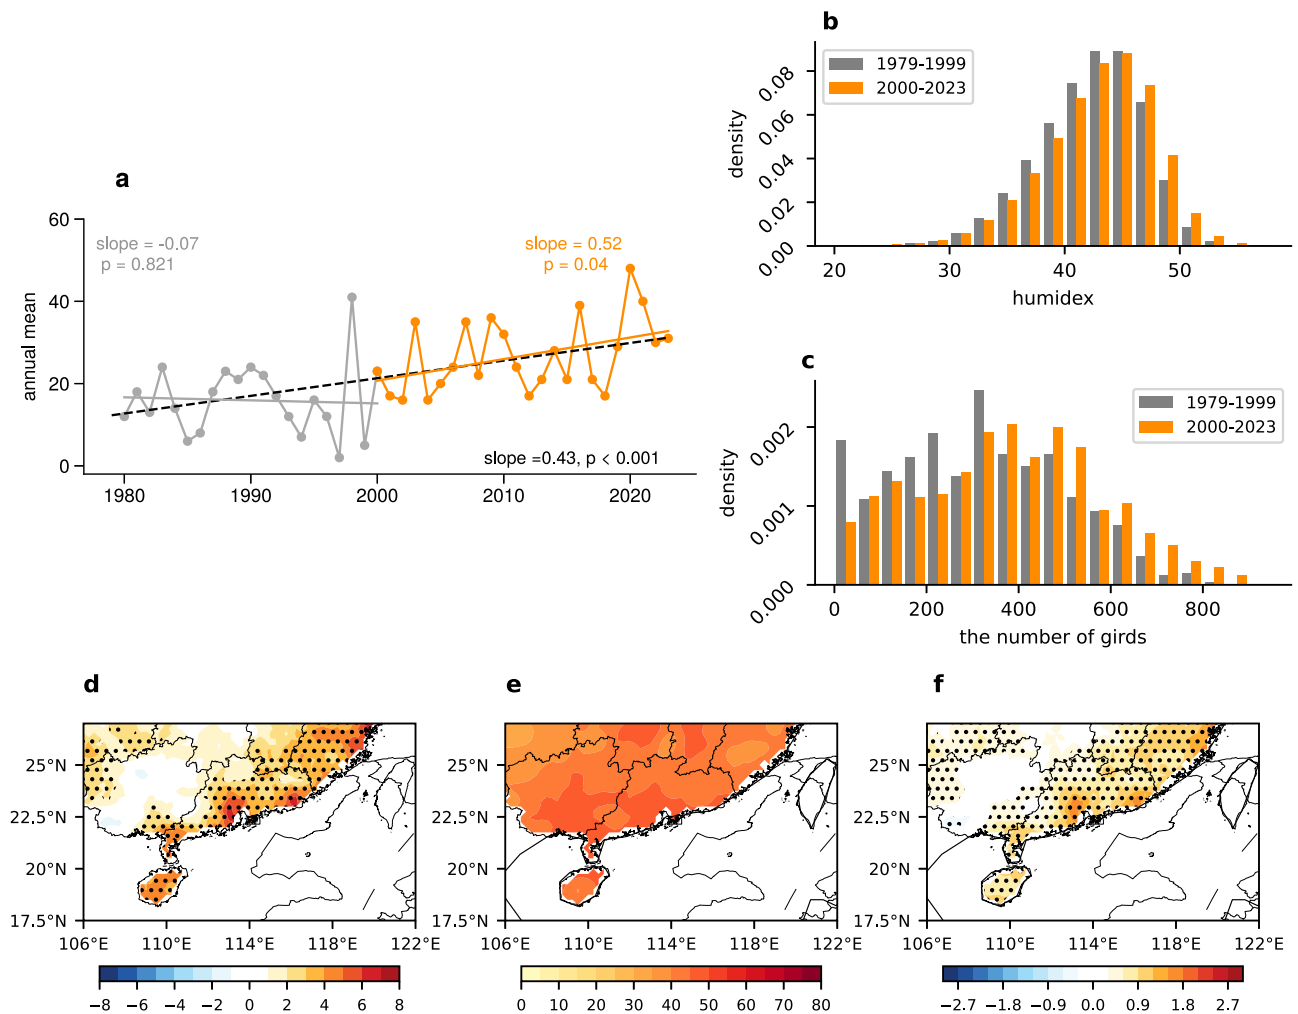 a
60
40
20
0
annual mean
slope = -0.07
p = 0.821
slope = 0.52
p = 0.04
slope =0.43, p < 0.001
1980
1990
2000
2010
2020
b
1979-1999
2000-2023
density
0.08
0.06
0.04
0.02
0.00
20
30
40
50
humidex
c
1979-1999
2000-2023
density
0.002
0.001
0.000
0
200
400
600
800
the number of girds
d
25°N
22.5°N
20°N
17.5°N
106°E
110°E
114°E
118°E
122°E
−8
−6
−4
−2
0
2
4
6
8
e
25°N
22.5°N
20°N
17.5°N
106°E
110°E
114°E
118°E
122°E
0
10
20
30
40
50
60
70
80
f
25°N
22.5°N
20°N
17.5°N
106°E
110°E
114°E
118°E
122°E
−2.7
−1.8
−0.9
0.0
0.9
1.8
2.7